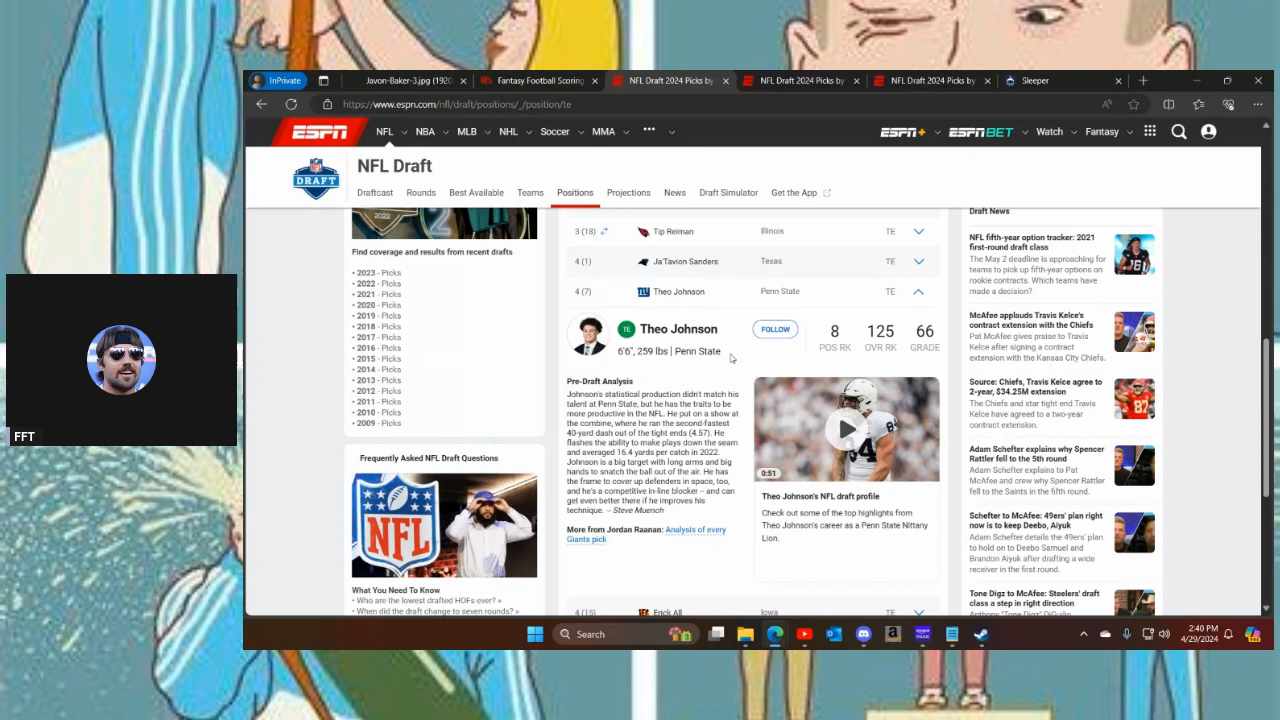 InPrivate
Javon-Baker-3.jpg (1920
Fantasy Football Scoring
NFL Draft 2024 Picks by
NFL Draft 2024 Picks by
NFL Draft 2024 Picks by
Sleeper
https://www.espn.com/nfl/draft/positions/_/position/te
ESPN
NFL
NBA
MLB
NHL
Soccer
MMA
ESPN+
ESPN BET
Watch
Fantasy
DRAFT
NFL Draft
Draftcast
Rounds
Best Available
Teams
Positions
Projections
News
Draft Simulator
Get the App
2022
Find coverage and results from recent drafts
• 2023 - Picks
• 2022 - Picks
• 2021 - Picks
• 2020 - Picks
• 2019 - Picks
• 2018 - Picks
• 2017 - Picks
• 2016 - Picks
• 2015 - Picks
• 2014 - Picks
• 2013 - Picks
• 2012 - Picks
• 2011 - Picks
• 2010 - Picks
• 2009 - Picks
Frequently Asked NFL Draft Questions
NFL
What You Need To Know
• Who are the lowest drafted HOFers ever? »
• When did the draft change to seven rounds? »
3 (18) Tip Reiman Illinois TE
4 (1) Ja'Tavion Sanders Texas TE
4 (7) Theo Johnson Penn State TE
TE Theo Johnson
6'6", 259 lbs | Penn State
FOLLOW
8 125 66
POS RK OVR RK GRADE
Pre-Draft Analysis
Johnson's statistical production didn't match his
talent at Penn State, but he has the traits to be
more productive in the NFL. He put on a show at
the combine, where he ran the second-fastest
40-yard dash out of the tight ends (4.57). He
flashes the ability to make plays down the seam
and averaged 16.4 yards per catch in 2022.
Johnson is a big target with long arms and big
hands to snatch the ball out of the air. He has
the frame to cover up defenders in space, too,
and he's a competitive in-line blocker -- and can
get even better there if he improves his
technique. -- Steve Muench
More from Jordan Raanan: Analysis of every
Giants pick
0:51
Theo Johnson's NFL draft profile
Check out some of the top highlights from
Theo Johnson's career as a Penn State Nittany
Lion.
4 (15) Erick All Iowa TE
Draft News
NFL fifth-year option tracker: 2021
first-round draft class
The May 2 deadline is approaching for
teams to pick up fifth-year options on
rookie contracts. Which teams have
made a decision?
McAfee applauds Travis Kelce's
contract extension with the Chiefs
Pat McAfee gives praise to Travis
Kelce after signing a contract
extension with the Kansas City Chiefs.
Source: Chiefs, Travis Kelce agree to
2-year, $34.25M extension
The Chiefs and star tight end Travis
Kelce have agreed to a two-year
contract extension.
Adam Schefter explains why Spencer
Rattler fell to the 5th round
Adam Schefter explains to Pat
McAfee and crew why Spencer Rattler
fell to the Saints in the fifth round.
Schefter to McAfee: 49ers' plan right
now is to keep Deebo, Aiyuk
Adam Schefter details the 49ers' plan
to hold on to Deebo Samuel and
Brandon Aiyuk after drafting a wide
receiver in the first round.
Tone Digz to McAfee: Steelers' draft
class a step in right direction
FFT
Search
2:40 PM
4/29/2024